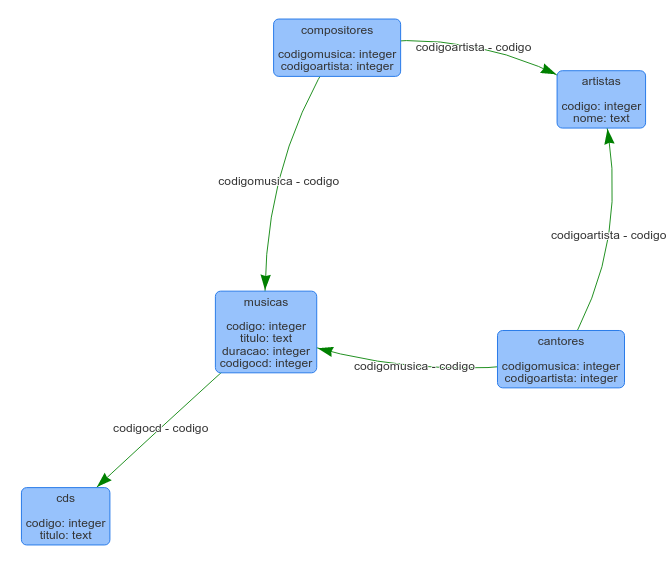 compositores
codigomusica: integer
codigoartista: integer
codigoartista - codigo
artistas
codigo: integer
nome: text
codigomusica - codigo
codigoartista - codigo
musicas
codigo: integer
titulo: text
duracao: integer
codigocd: integer
cantores
codigomusica: integer
codigoartista: integer
codigomusica - codigo
codigocd - codigo
cds
codigo: integer
titulo: text